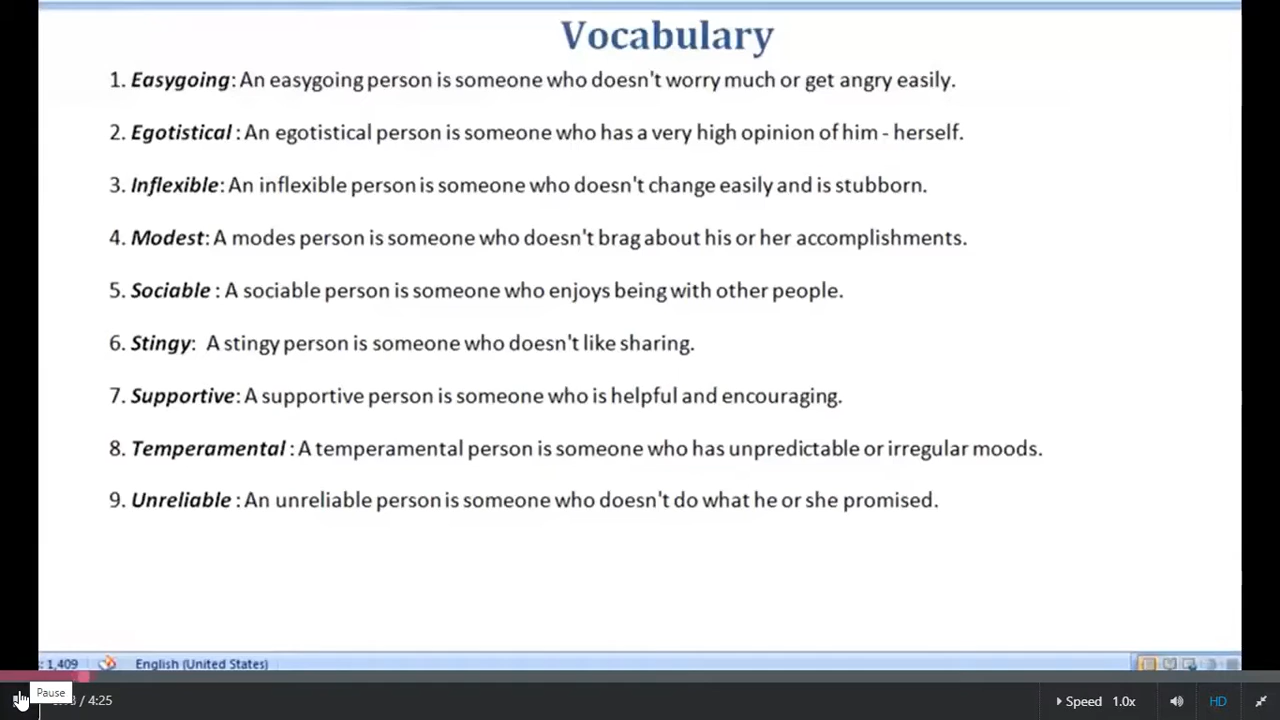 Vocabulary
1. Easygoing: An easygoing person is someone who doesn't worry much or get angry easily.
2. Egotistical : An egotistical person is someone who has a very high opinion of him - herself.
3. Inflexible: An inflexible person is someone who doesn't change easily and is stubborn.
4. Modest: A modes person is someone who doesn't brag about his or her accomplishments.
5. Sociable : A sociable person is someone who enjoys being with other people.
6. Stingy: A stingy person is someone who doesn't like sharing.
7. Supportive: A supportive person is someone who is helpful and encouraging.
8. Temperamental : A temperamental person is someone who has unpredictable or irregular moods.
9. Unreliable : An unreliable person is someone who doesn't do what he or she promised.
: 1,409 English (United States)
Pause
/ 4:25 Speed 1.0x HD